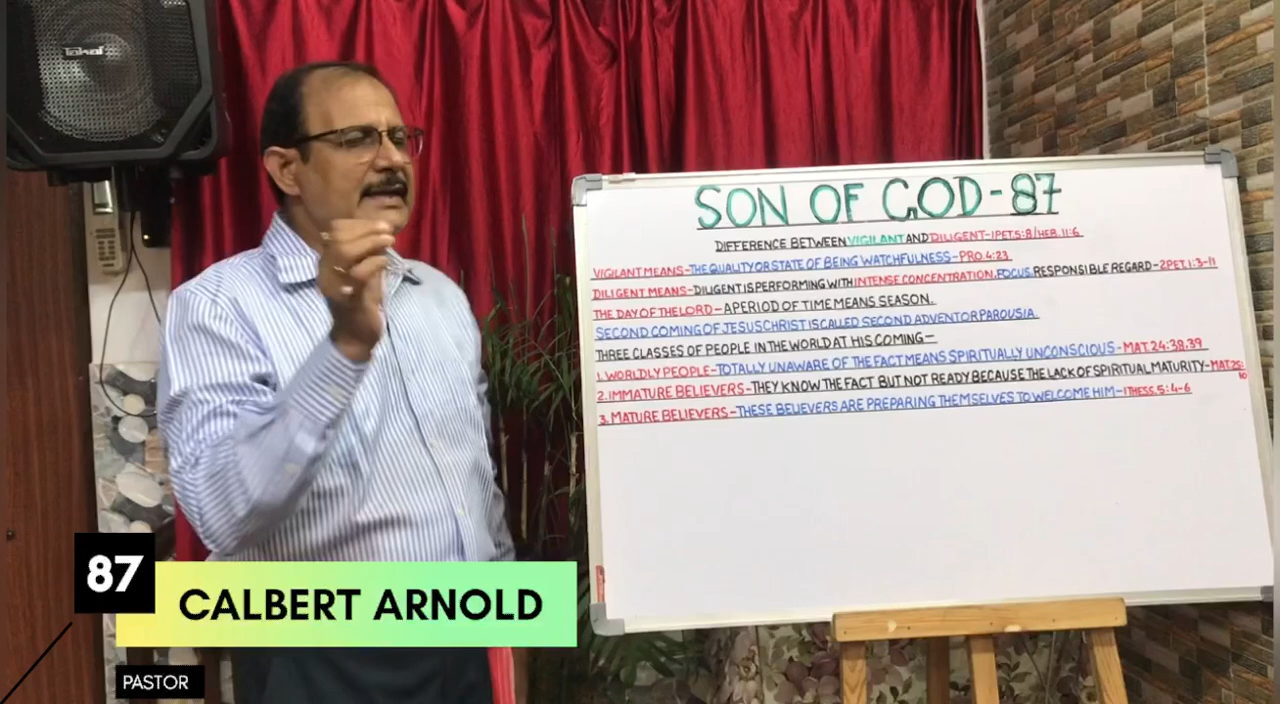 Takai
SON OF GOD-87
DIFFERENCE BETWEEN VIGILANT AND DILIGENT-1PET.5:8/HEB.11:6
VIGILANT MEANS-THE QUALITY OR STATE OF BEING WATCHFULNESS-PRO.4:23
DILIGENT MEANS-DILIGENT IS PERFORMING WITH INTENSE CONCENTRATION, FOCUS, RESPONSIBLE REGARD-2PET.1:3-11
THE DAY OF THE LORD-A PERIOD OF TIME MEANS SEASON.
SECOND COMING OF JESUS CHRIST IS CALLED SECOND ADVENT OR PAROUSIA.
THREE CLASSES OF PEOPLE IN THE WORLD AT HIS COMING-
1. WORLDLY PEOPLE-TOTALLY UNAWARE OF THE FACT MEANS SPIRITUALLY UNCONSCIOUS-MAT.24:38,39
2. IMMATURE BELIEVERS-THEY KNOW THE FACT BUT NOT READY BECAUSE THE LACK OF SPIRITUAL MATURITY-MAT.25:10
3. MATURE BELIEVERS-THESE BELIEVERS ARE PREPARING THEMSELVES TO WELCOME HIM-1THESS.5:4-6
87
CALBERT ARNOLD
PASTOR